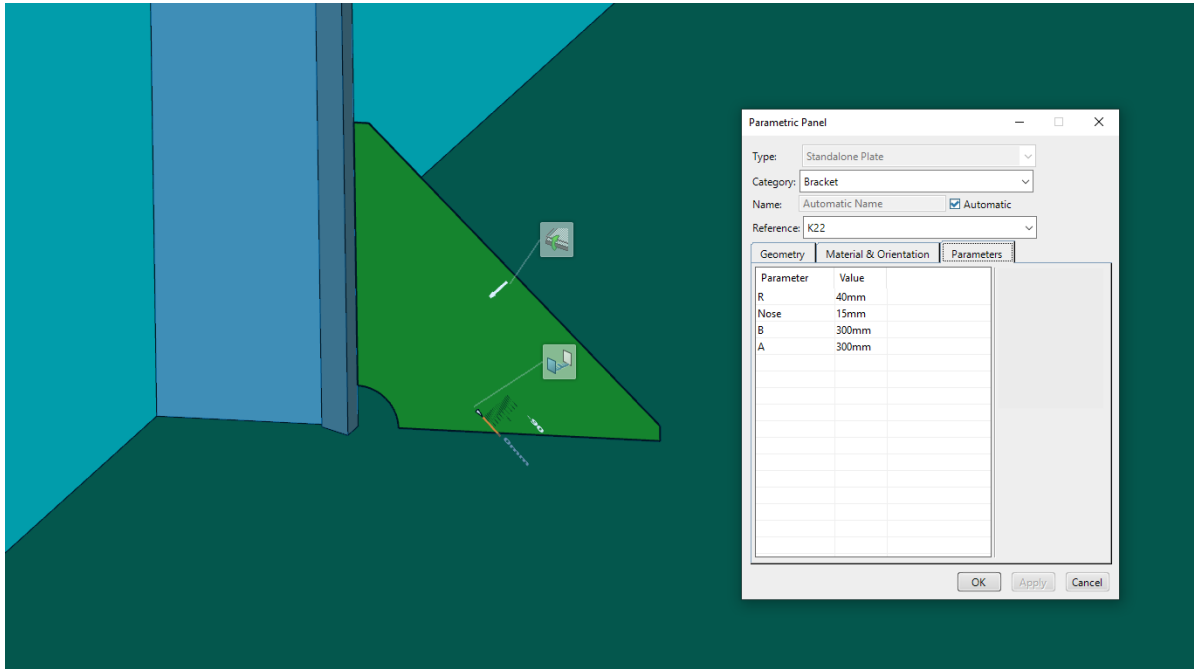 Parametric Panel
Type: Standalone Plate
Category: Bracket
Name: Automatic Name Automatic
Reference: K22
Geometry Material & Orientation Parameters
Parameter Value
R 40mm
Nose 15mm
B 300mm
A 300mm
OK Apply Cancel